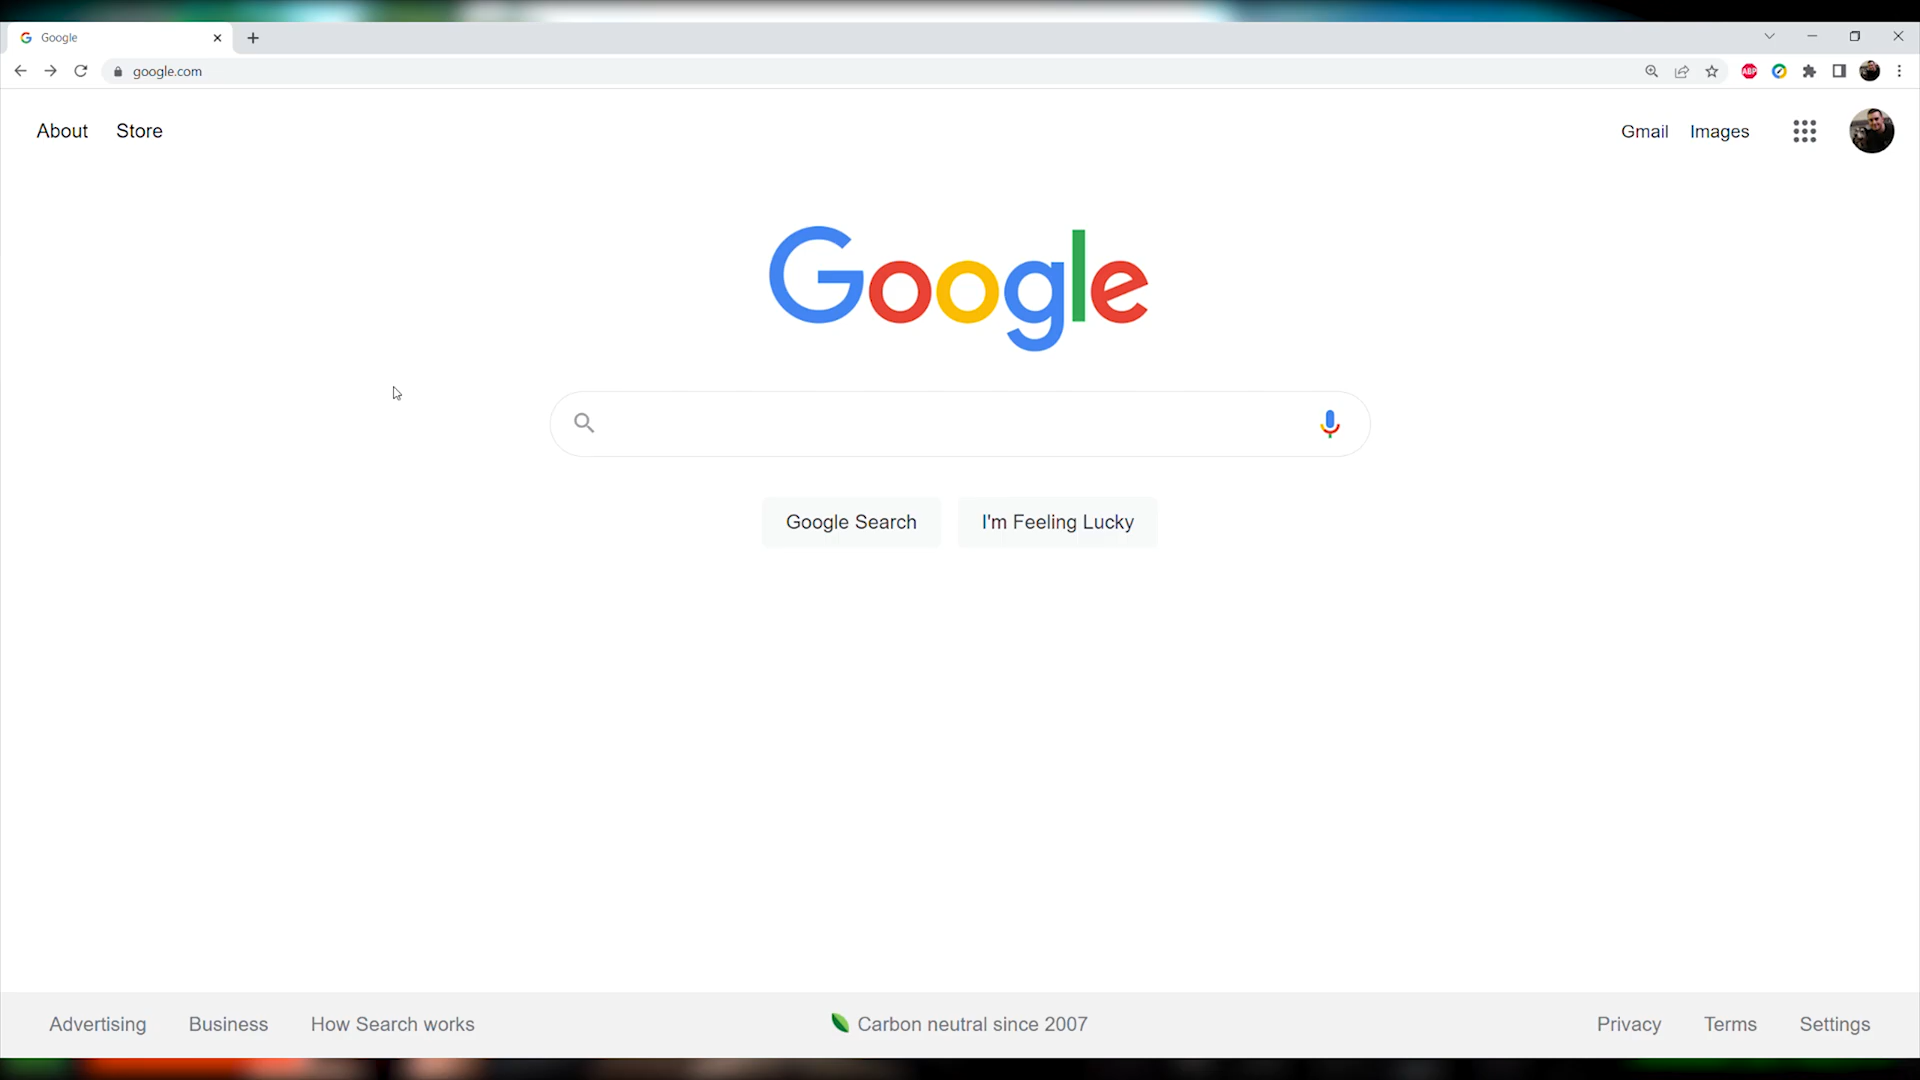 Google
google.com
ABP
About Store
Gmail Images
Google
Google Search I'm Feeling Lucky
Advertising Business How Search works
Carbon neutral since 2007
Privacy Terms Settings